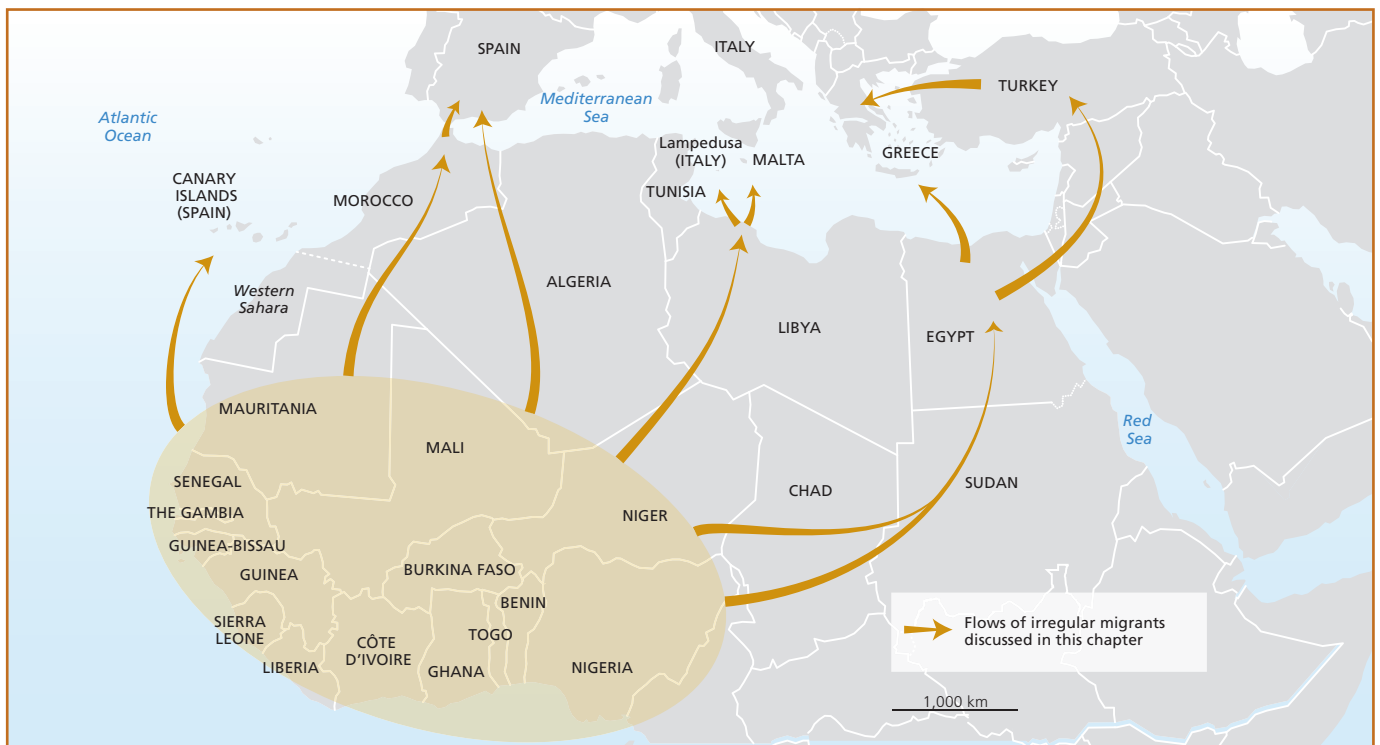 SPAIN
ITALY
TURKEY
Atlantic
Ocean
Mediterranean
Sea
Lampedusa
(ITALY)
MALTA
GREECE
CANARY
ISLANDS
(SPAIN)
MOROCCO
TUNISIA
Western
Sahara
ALGERIA
LIBYA
EGYPT
MAURITANIA
MALI
Red
Sea
SENEGAL
THE GAMBIA
NIGER
CHAD
SUDAN
GUINEA-BISSAU
GUINEA
BURKINA FASO
BENIN
SIERRA
LEONE
TOGO
CÔTE
D'IVOIRE
LIBERIA
GHANA
NIGERIA
Flows of irregular migrants
discussed in this chapter
1,000 km